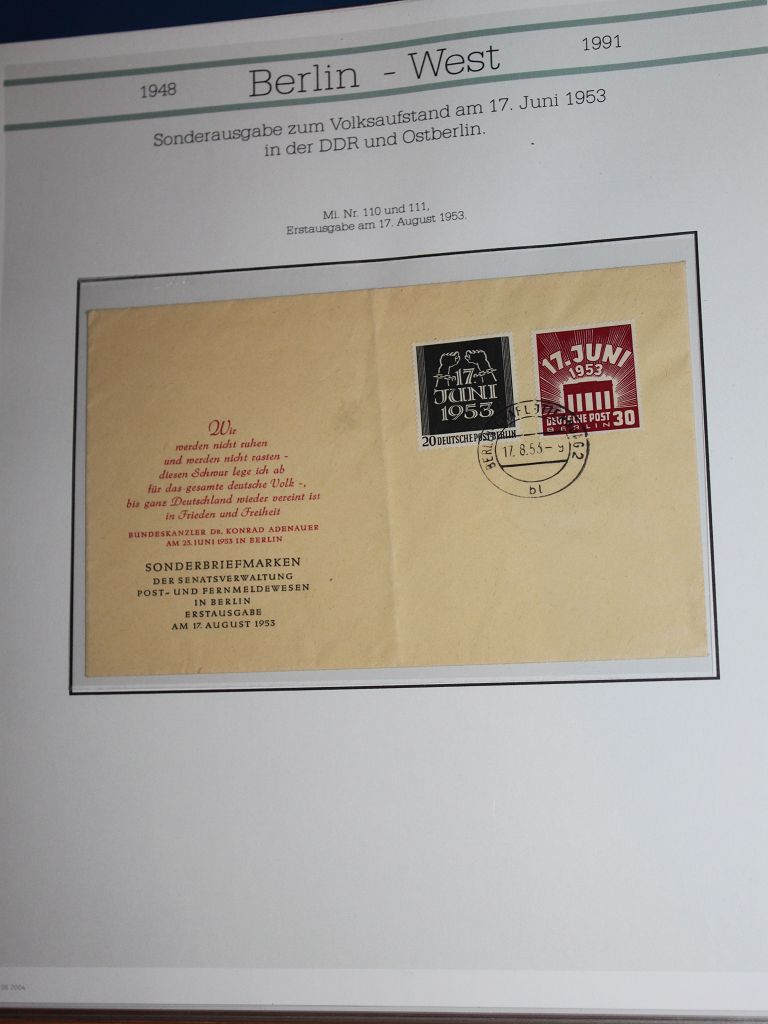 1948 Berlin - West 1991
Sonderausgabe zum Volksaufstand am 17. Juni 1953
in der DDR und Ostberlin.
Mi. Nr. 110 und 111,
Erstausgabe am 17. August 1953.
Wir
werden nicht ruhen
und werden nicht rasten -
diesen Schwur lege ich ab
für das gesamte deutsche Volk -,
bis ganz Deutschland wieder vereint ist
in Frieden und Freiheit
BUNDESKANZLER DR. KONRAD ADENAUER
AM 23. JUNI 1953 IN BERLIN
SONDERBRIEFMARKEN
DER SENATSVERWALTUNG
POST- UND FERNMELDEWESEN
IN BERLIN
ERSTAUSGABE
AM 17. AUGUST 1953
17.
JUNI
1953
20 DEUTSCHE POST BERLIN
17. JUNI
1953
DEUTSCHE POST
BERLIN 30
17.8.53-9
bl
08 2004